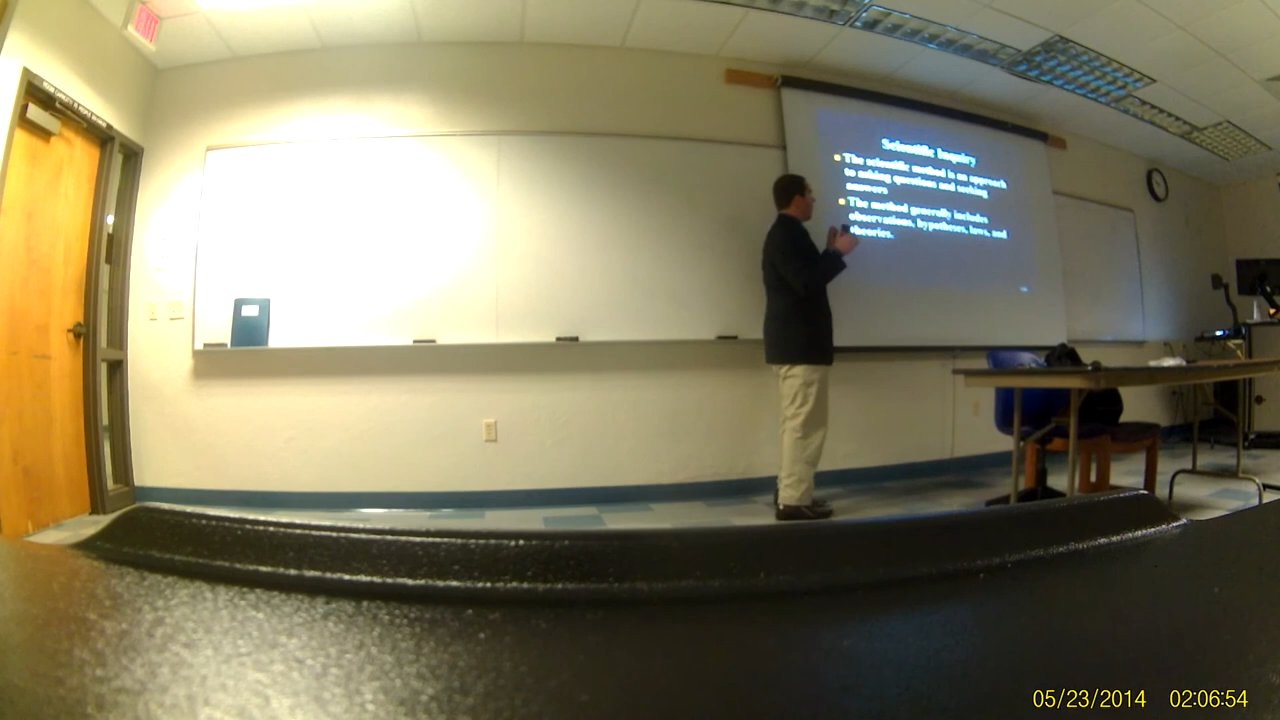 Scientific Inquiry
The scientific method is an approach
to asking questions and seeking
answers
The method generally includes
observations, hypotheses, laws, and
theories.
05/23/2014 02:06:54